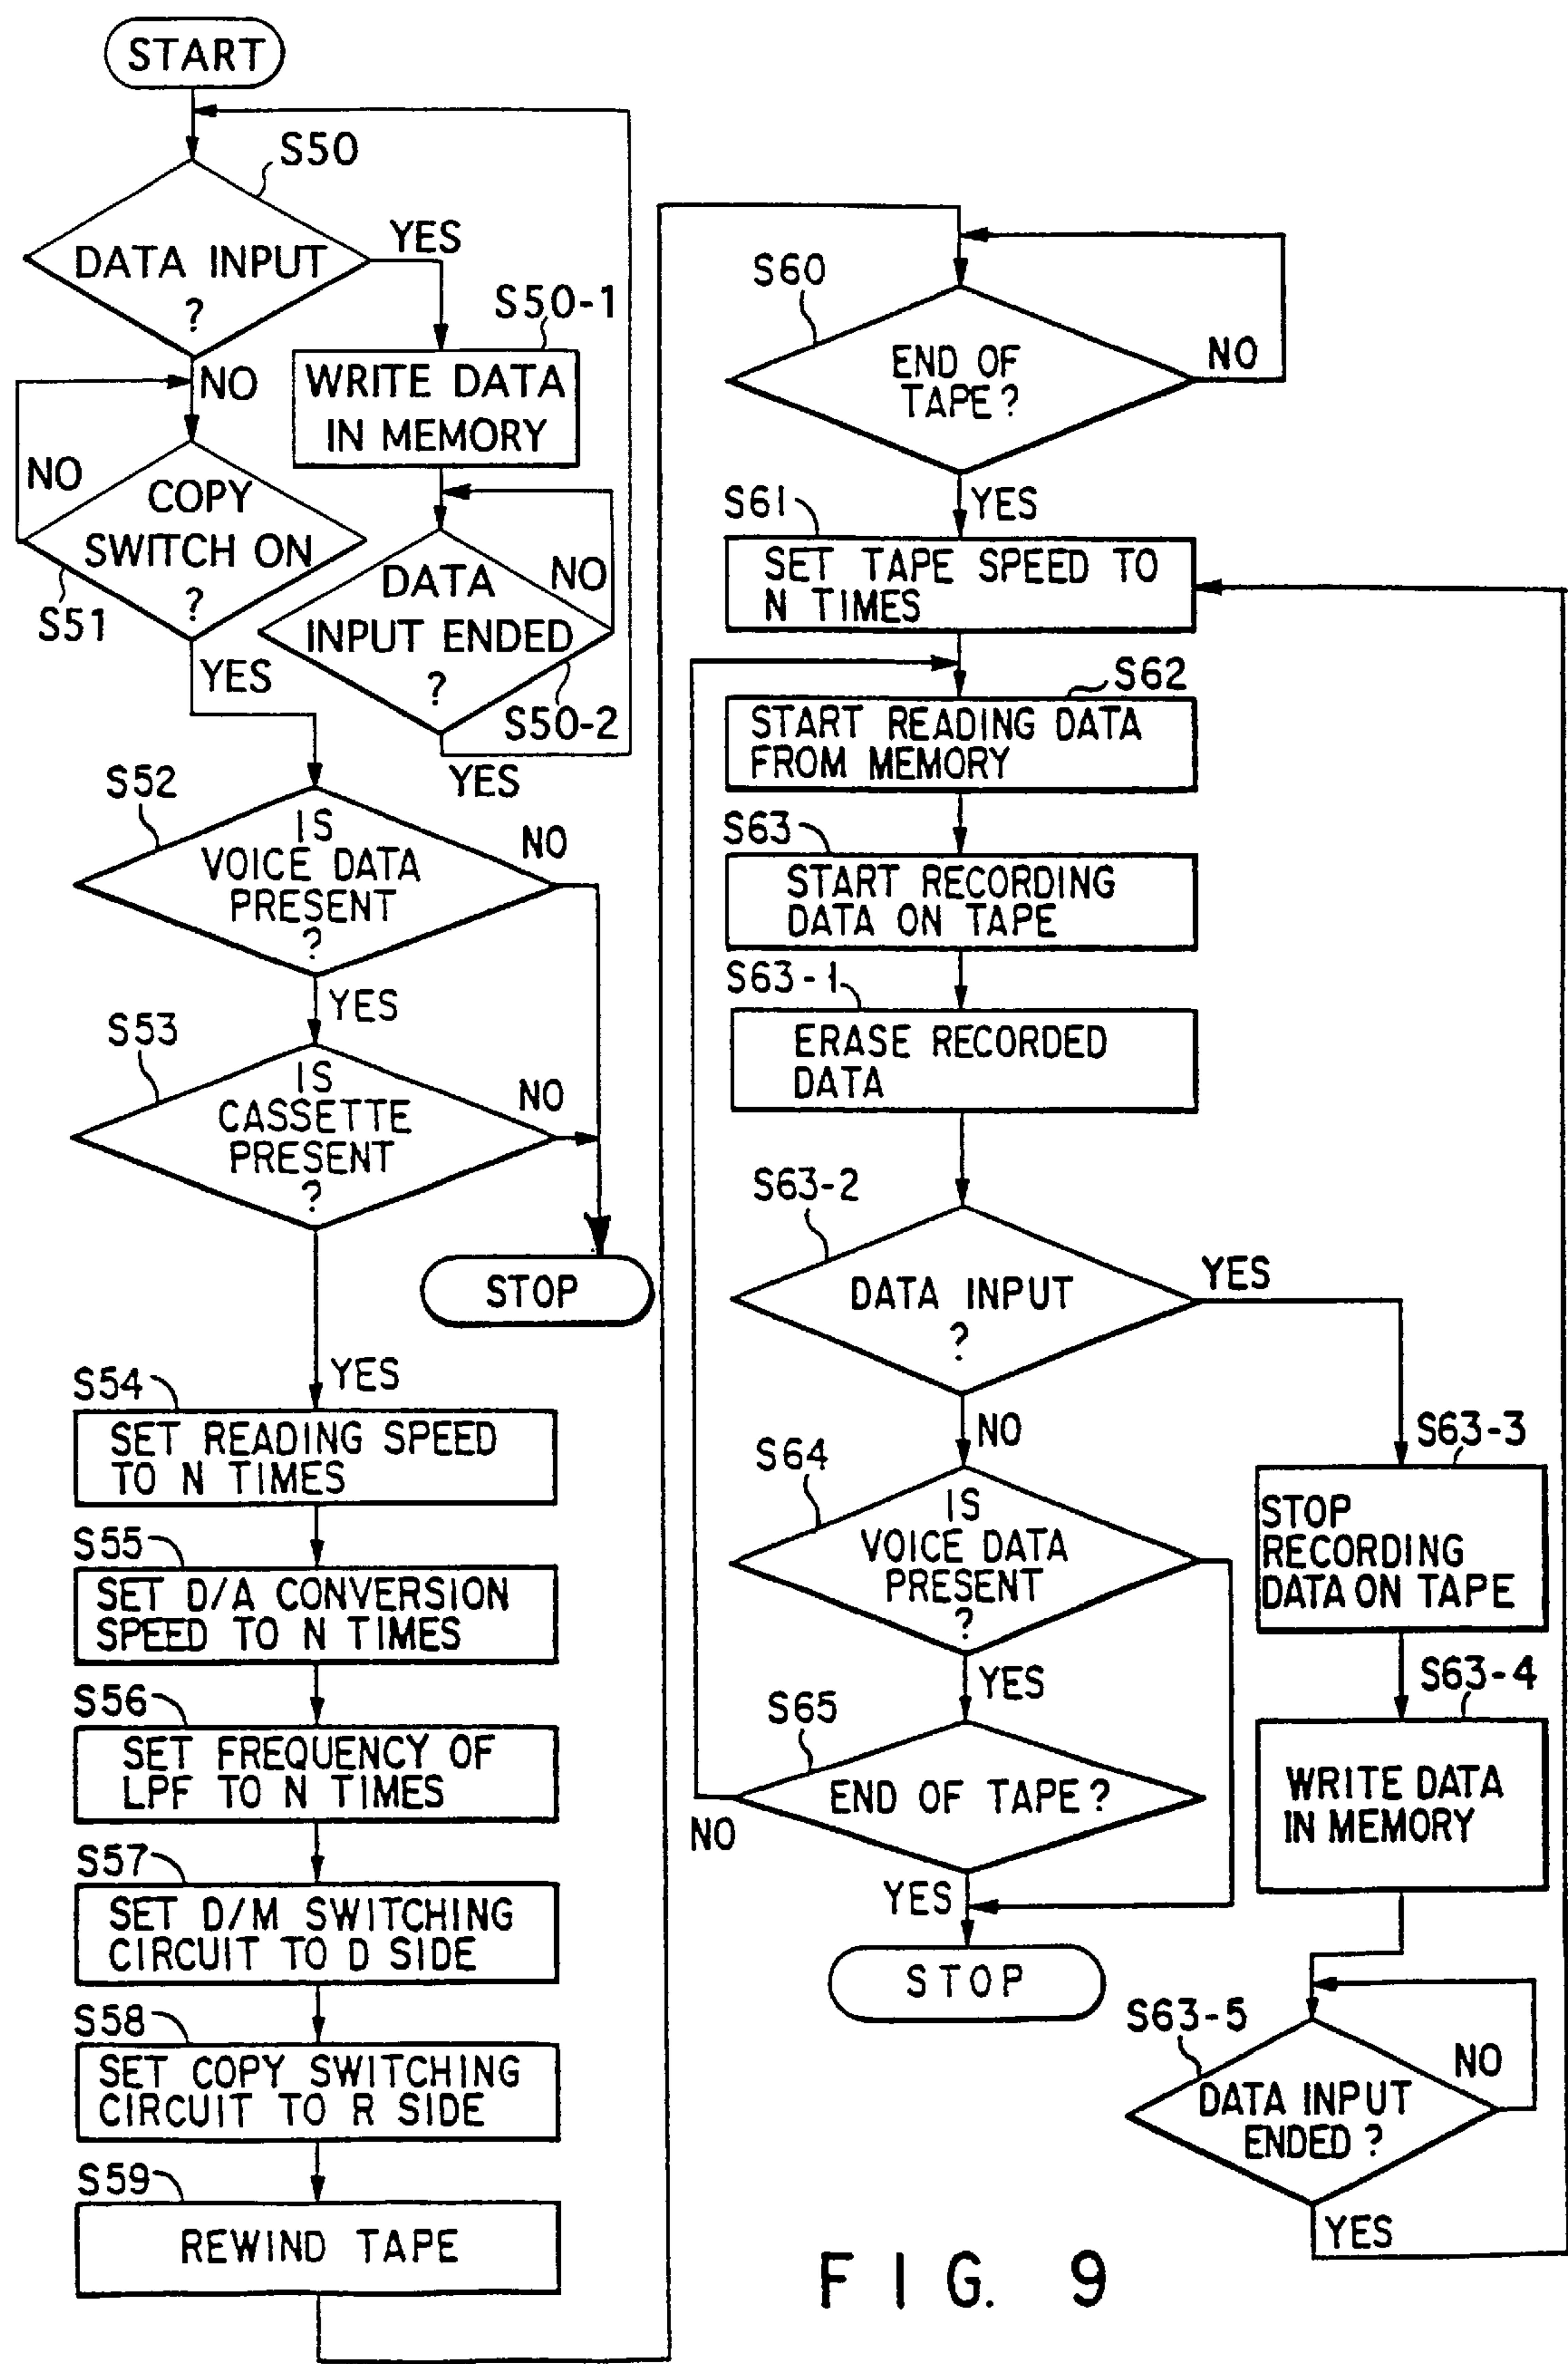 START
S50
DATA INPUT
?
YES
NO
S50-1
WRITE DATA
IN MEMORY
NO
COPY
SWITCH ON
?
S51
YES
DATA
INPUT ENDED
?
NO
S50-2
YES
S52
IS
VOICE DATA
PRESENT
?
NO
YES
S53
IS
CASSETTE
PRESENT
?
NO
STOP
YES
S54
SET READING SPEED
TO N TIMES
S55
SET D/A CONVERSION
SPEED TO N TIMES
S56
SET FREQUENCY OF
LPF TO N TIMES
S57
SET D/M SWITCHING
CIRCUIT TO D SIDE
S58
SET COPY SWITCHING
CIRCUIT TO R SIDE
S59
REWIND TAPE
S60
END OF
TAPE?
NO
YES
S61
SET TAPE SPEED TO
N TIMES
S62
START READING DATA
FROM MEMORY
S63
START RECORDING
DATA ON TAPE
S63-1
ERASE RECORDED
DATA
S63-2
DATA INPUT
?
YES
NO
S64
IS
VOICE DATA
PRESENT
?
YES
S65
END OF TAPE?
NO
YES
STOP
S63-3
STOP
RECORDING
DATA ON TAPE
S63-4
WRITE DATA
IN MEMORY
S63-5
DATA INPUT
ENDED?
NO
YES
FIG. 9